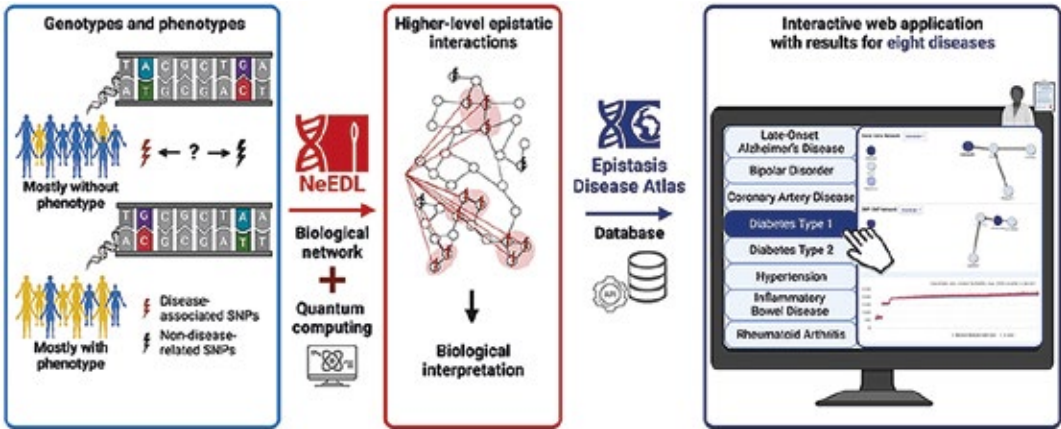 Genotypes and phenotypes
T A C G C T G A
A T G C G A C T
?
Mostly without
phenotype
T G C G C T A A
A C G C G A T T
Mostly with
phenotype
Disease-
associated SNPs
Non-disease-
related SNPs
NeEDL
Biological
network
+
Quantum
computing
Higher-level epistatic
interactions
Biological
interpretation
Epistasis
Disease Atlas
Database
API
Interactive web application
with results for eight diseases
Late-Onset
Alzheimer's Disease
Bipolar Disorder
Coronary Artery Disease
Diabetes Type 1
Diabetes Type 2
Hypertension
Inflammatory
Bowel Disease
Rheumatoid Arthritis